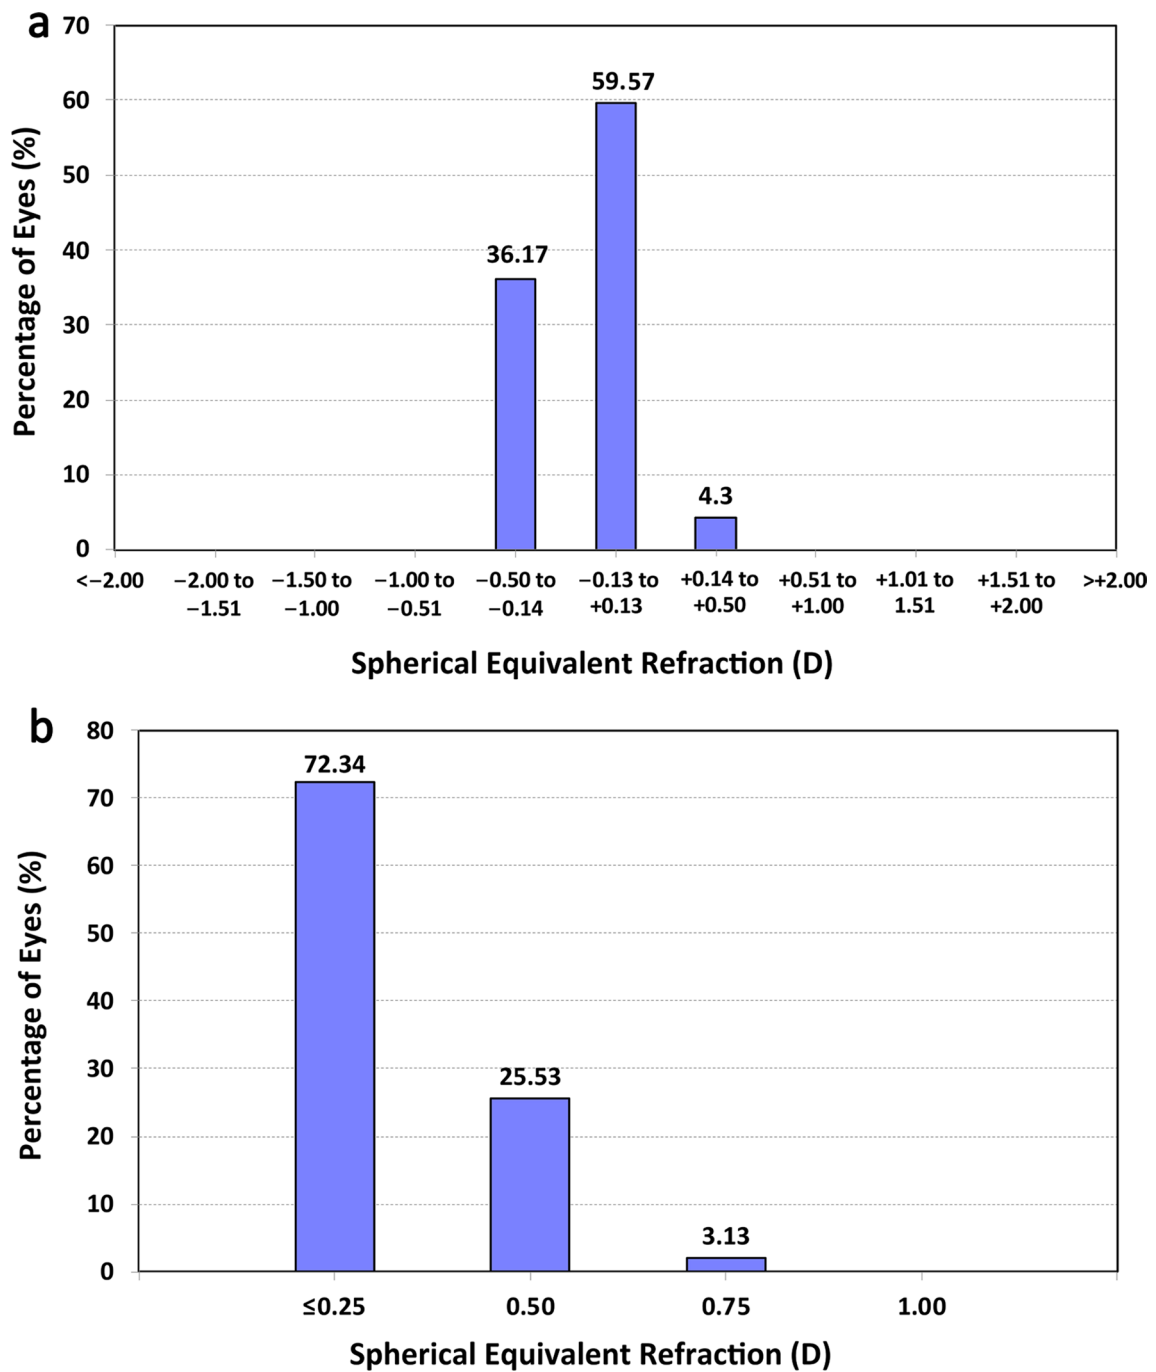 a
70
60
50
40
30
20
10
0
Percentage of Eyes (%)
59.57
36.17
4.3
<−2.00 −2.00 to −1.50 to −1.00 to −0.50 to −0.13 to +0.14 to +0.51 to +1.01 to +1.51 to >+2.00
−1.51 −1.00 −0.51 −0.14 +0.13 +0.50 +1.00 1.51 +2.00
Spherical Equivalent Refraction (D)
b
80
70
60
50
40
30
20
10
0
Percentage of Eyes (%)
72.34
25.53
3.13
≤0.25 0.50 0.75 1.00
Spherical Equivalent Refraction (D)